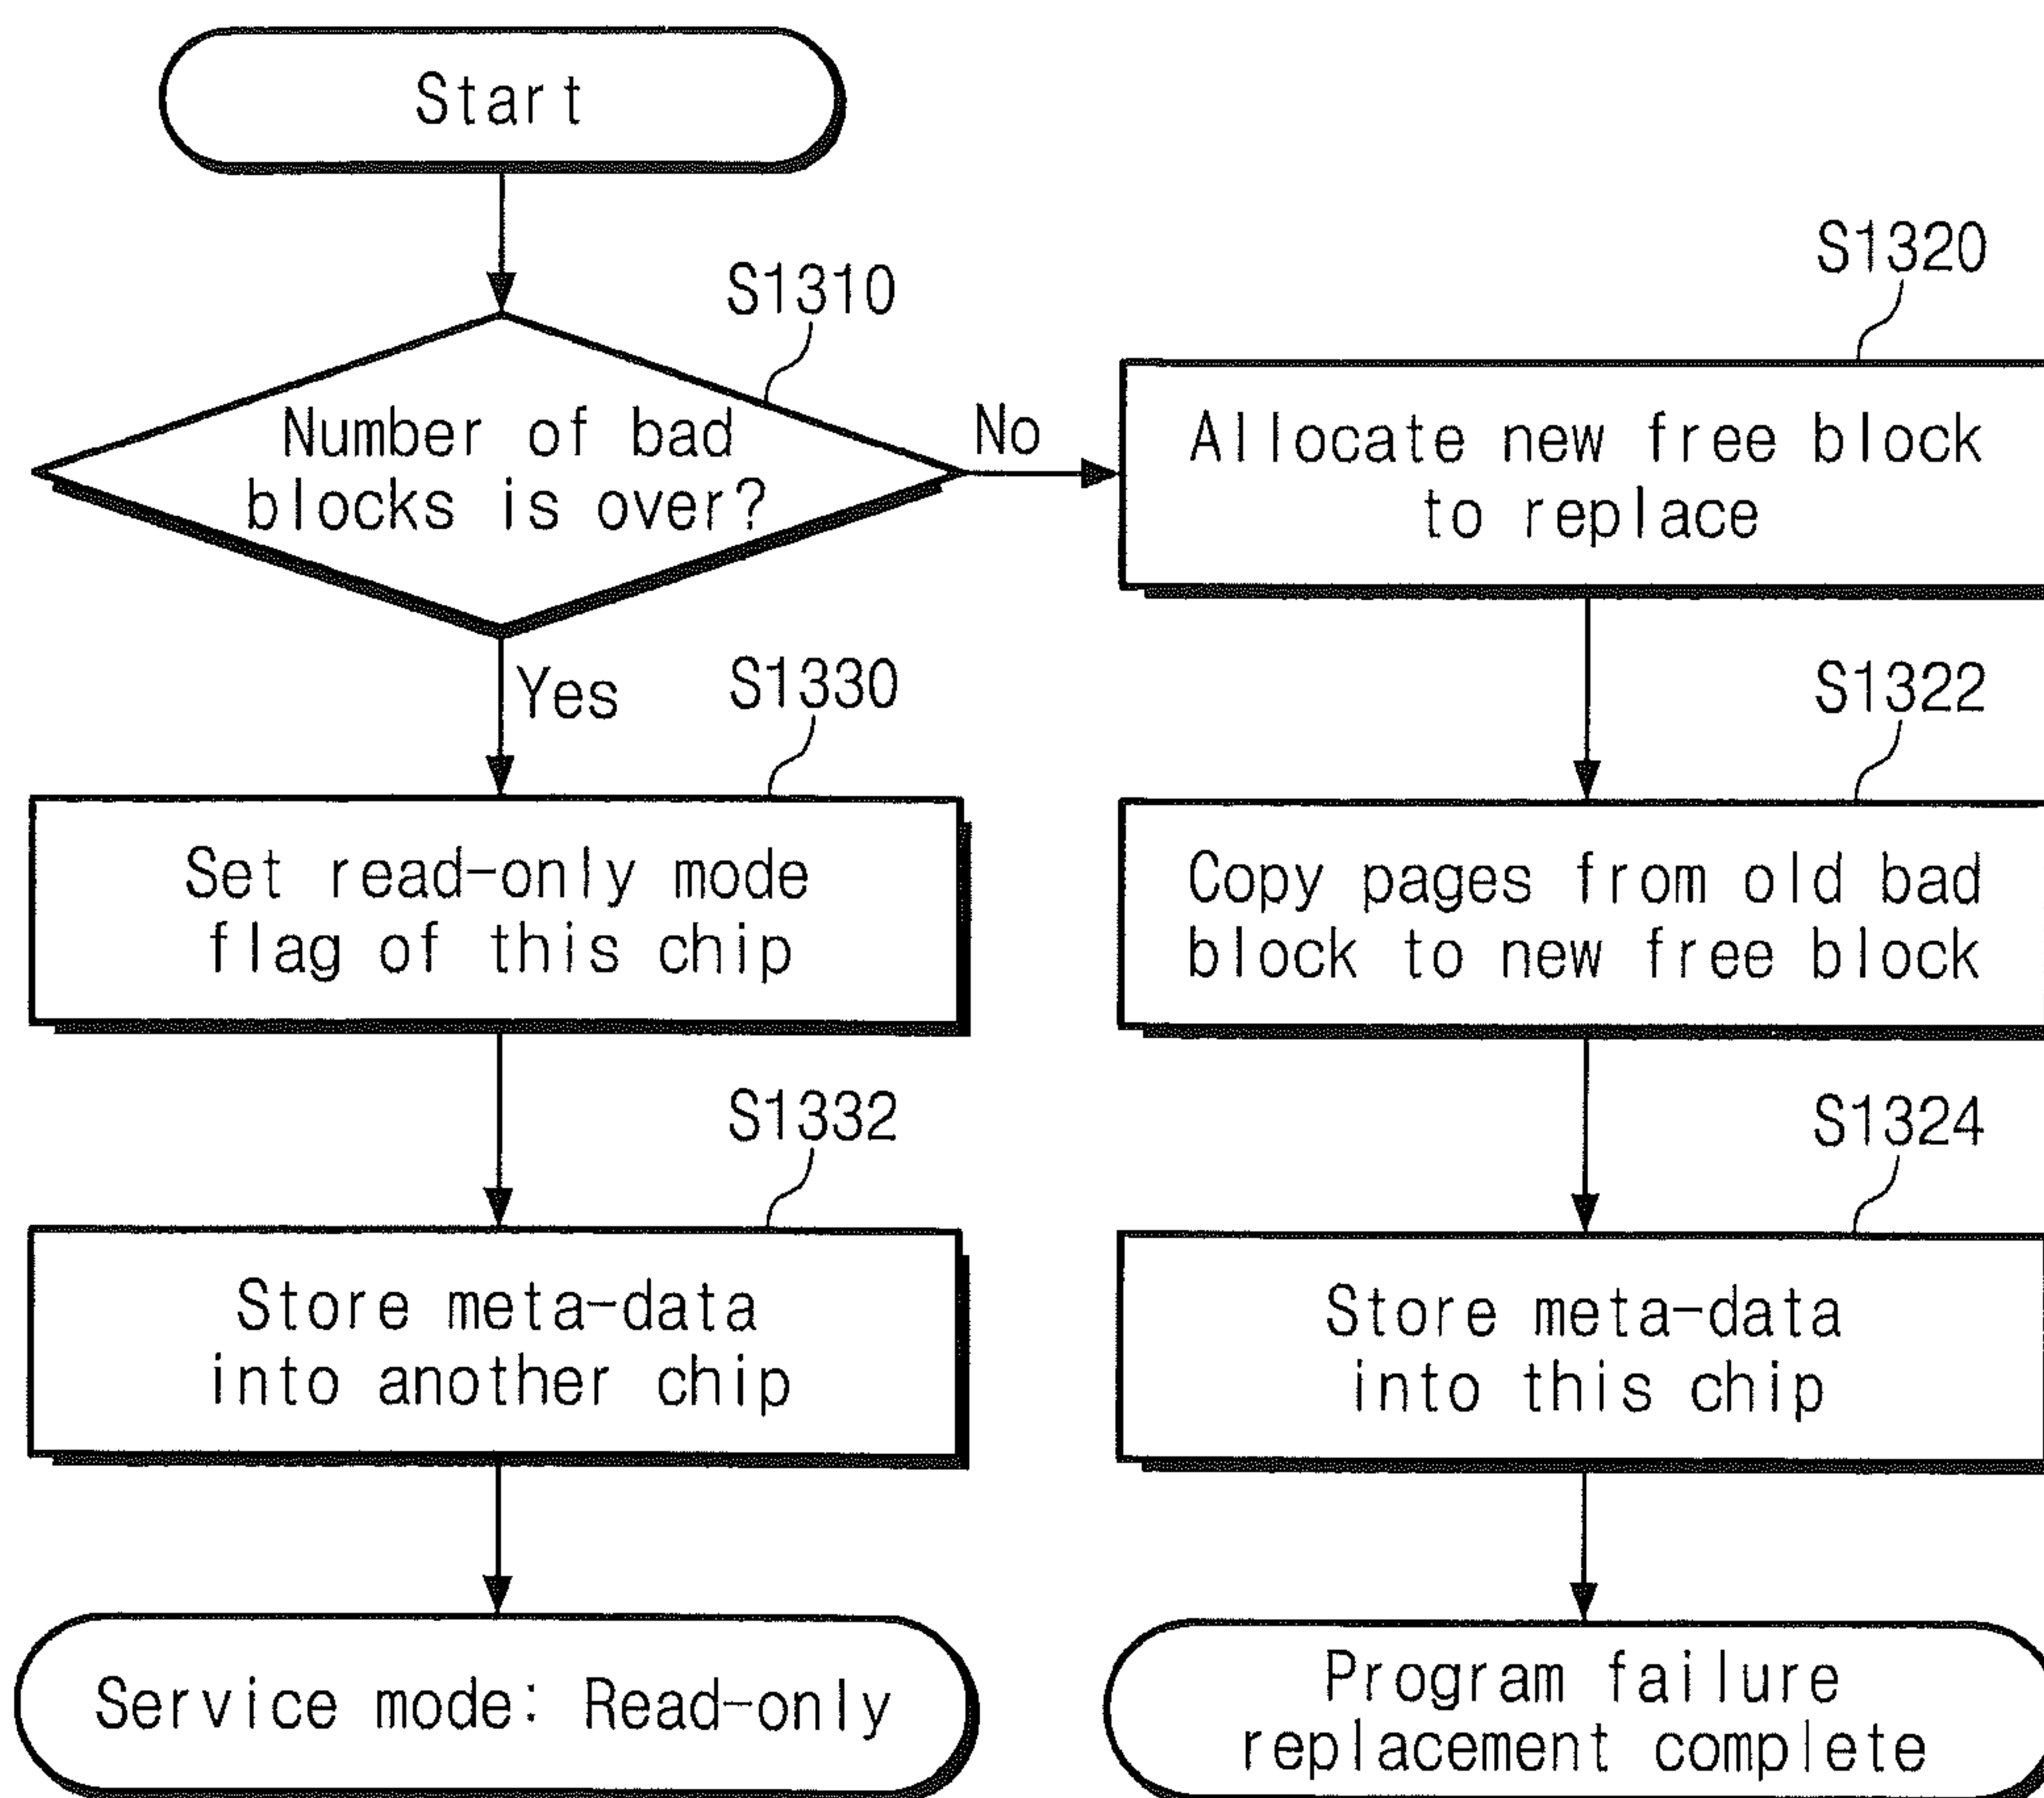 Start
S1310
Number of bad
blocks is over?
No
Yes
S1320
Allocate new free block
to replace
S1330
Set read-only mode
flag of this chip
S1322
Copy pages from old bad
block to new free block
S1332
Store meta-data
into another chip
S1324
Store meta-data
into this chip
Service mode: Read-only
Program failure
replacement complete